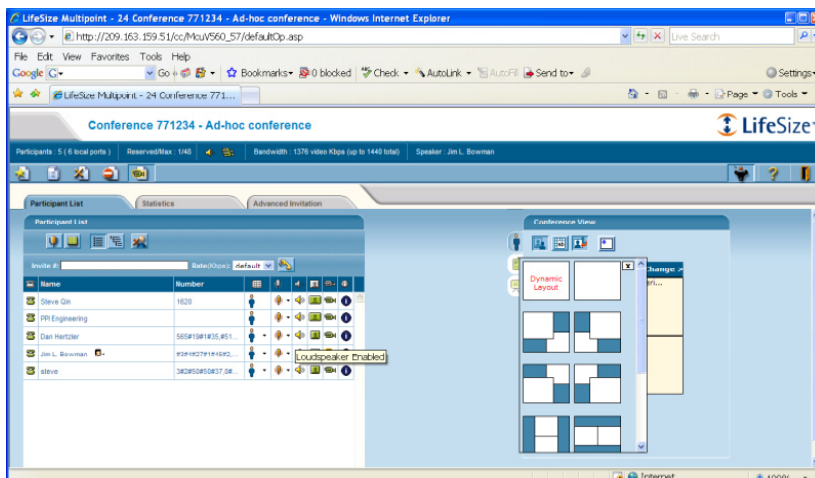 LifeSize Multipoint - 24 Conference 771234 - Ad-hoc conference - Windows Internet Explorer
http://209.163.159.51/cc/McuV560_57/defaultOp.asp
Live Search
File Edit View Favorites Tools Help
Google G Go Bookmarks 0 blocked Check AutoLink AutoFill Send to Settings
LifeSize Multipoint - 24 Conference 771... Page Tools
Conference 771234 - Ad-hoc conference
LifeSize
Participants : 5 ( 6 local ports ) Reserved/Max : 1/48 Bandwidth : 1376 video Kbps (up to 1440 total) Speaker : Jim L. Bowman
Participant List Statistics Advanced Invitation
Participant List Conference View
Invite #: Rate(Kbps): default
Change >
Dynamic
Layout
Name Number
Steve Qin 1620
PPI Engineering
Dan Hertzler 565#19#1#35,#51...
Jim L. Bowman
Loudspeaker Enabled
steve
Internet